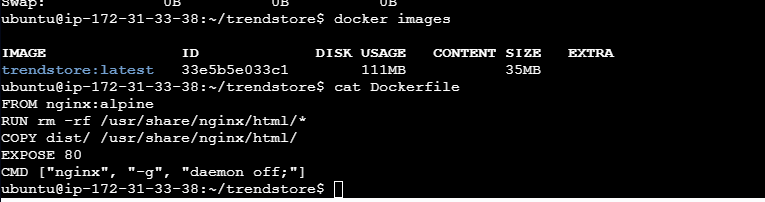 Swap: 0B 0B 0B
ubuntu@ip-172-31-33-38:~/trendstore$ docker images
IMAGE ID DISK USAGE CONTENT SIZE EXTRA
trendstore:latest 33e5b5e033c1 111MB 35MB
ubuntu@ip-172-31-33-38:~/trendstore$ cat Dockerfile
FROM nginx:alpine
RUN rm -rf /usr/share/nginx/html/*
COPY dist/ /usr/share/nginx/html/
EXPOSE 80
CMD ["nginx", "-g", "daemon off;"]
ubuntu@ip-172-31-33-38:~/trendstore$